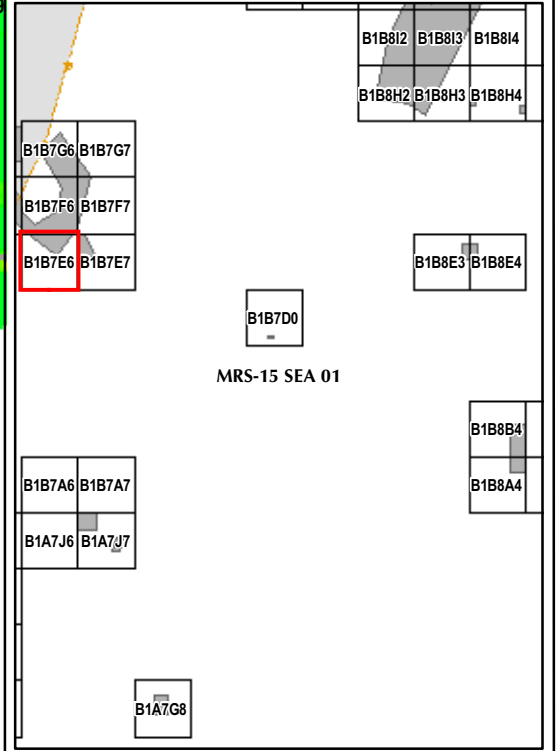 B1B8I2 B1B8I3 B1B8I4
B1B8H2 B1B8H3 B1B8H4
B1B7G6 B1B7G7
B1B7F6 B1B7F7
B1B7E6 B1B7E7
B1B8E3 B1B8E4
B1B7D0
MRS-15 SEA 01
B1B8B4
B1B7A6 B1B7A7
B1B8A4
B1A7J6 B1A7J7
B1A7G8